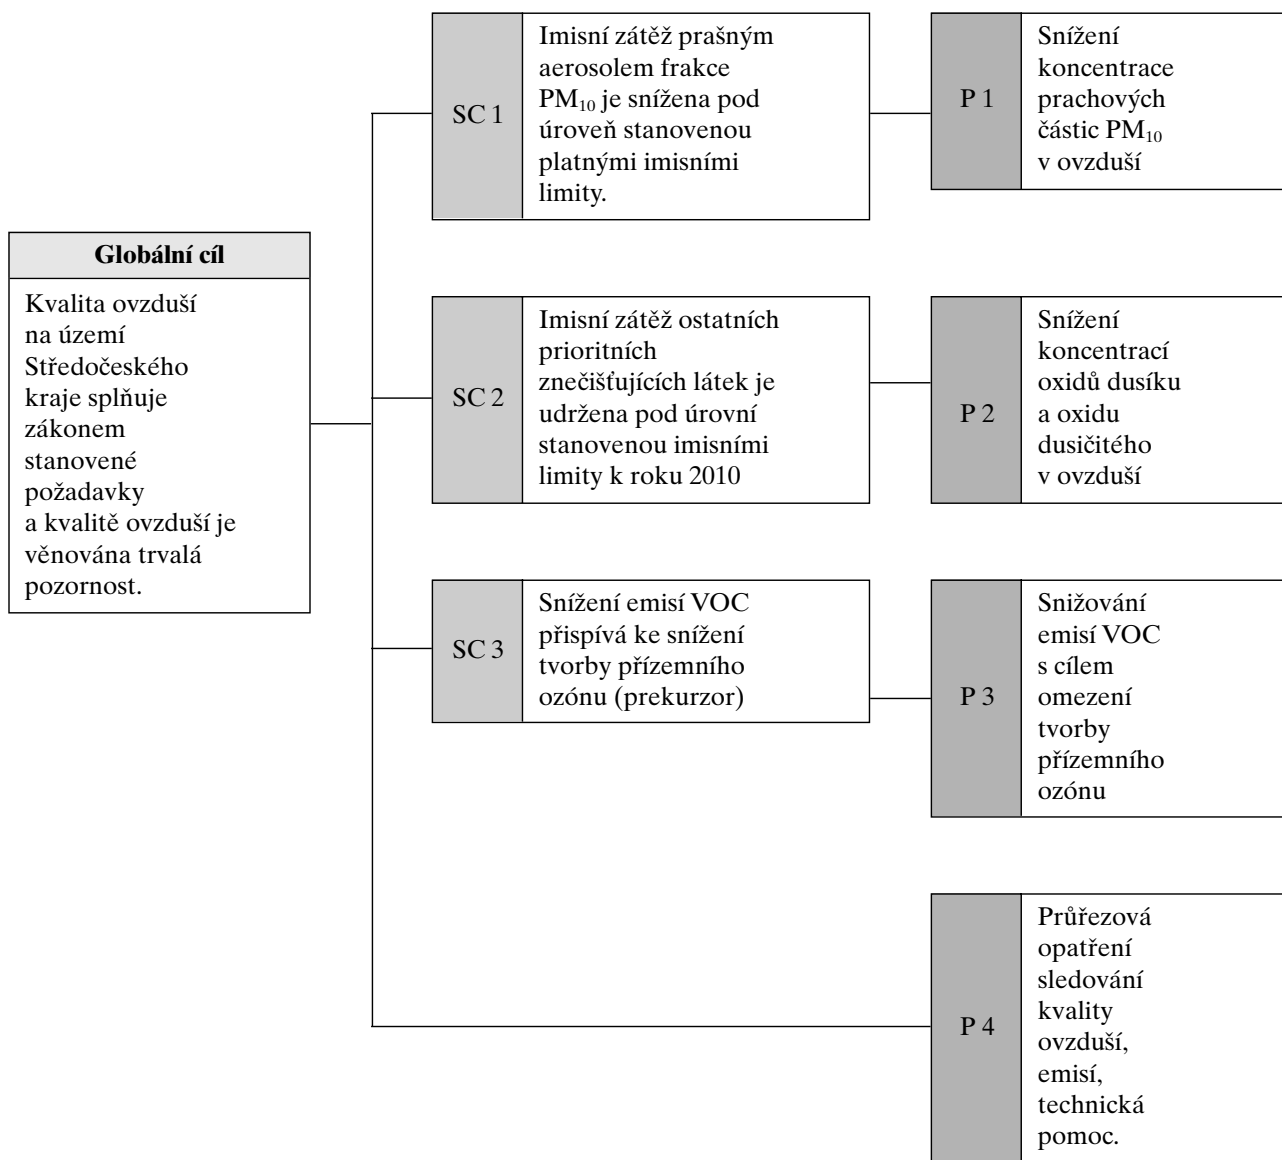 Globální cíl
Kvalita ovzduší
na území
Středočeského
kraje splňuje
zákonem
stanovené
požadavky
a kvalitě ovzduší je
věnována trvalá
pozornost.
SC 1
Imisní zátěž prašným
aerosolem frakce
PM₁₀ je snížena pod
úroveň stanovenou
platnými imisními
limity.
P 1
Snížení
koncentrace
prachových
částic PM₁₀
v ovzduší
SC 2
Imisní zátěž ostatních
prioritních
znečišťujících látek je
udržena pod úrovní
stanovenou imisními
limity k roku 2010
P 2
Snížení
koncentrací
oxidů dusíku
a oxidu
dusičitého
v ovzduší
SC 3
Snížení emisí VOC
přispívá ke snížení
tvorby přízemního
ozónu (prekurzor)
P 3
Snižování
emisí VOC
s cílem
omezení
tvorby
přízemního
ozónu
P 4
Průřezová
opatření
sledování
kvality
ovzduší,
emisí,
technická
pomoc.